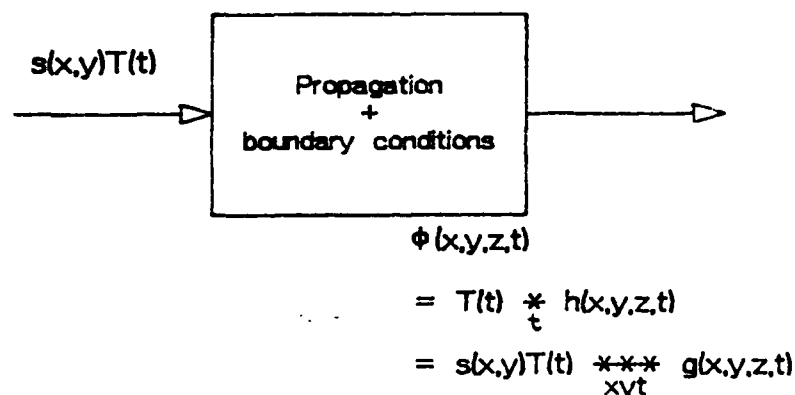 s(x,y)T(t)
Propagation
+
boundary conditions
Φ(x,y,z,t)
= T(t) * h(x,y,z,t)
t
= s(x,y)T(t) *** g(x,y,z,t)
xyt